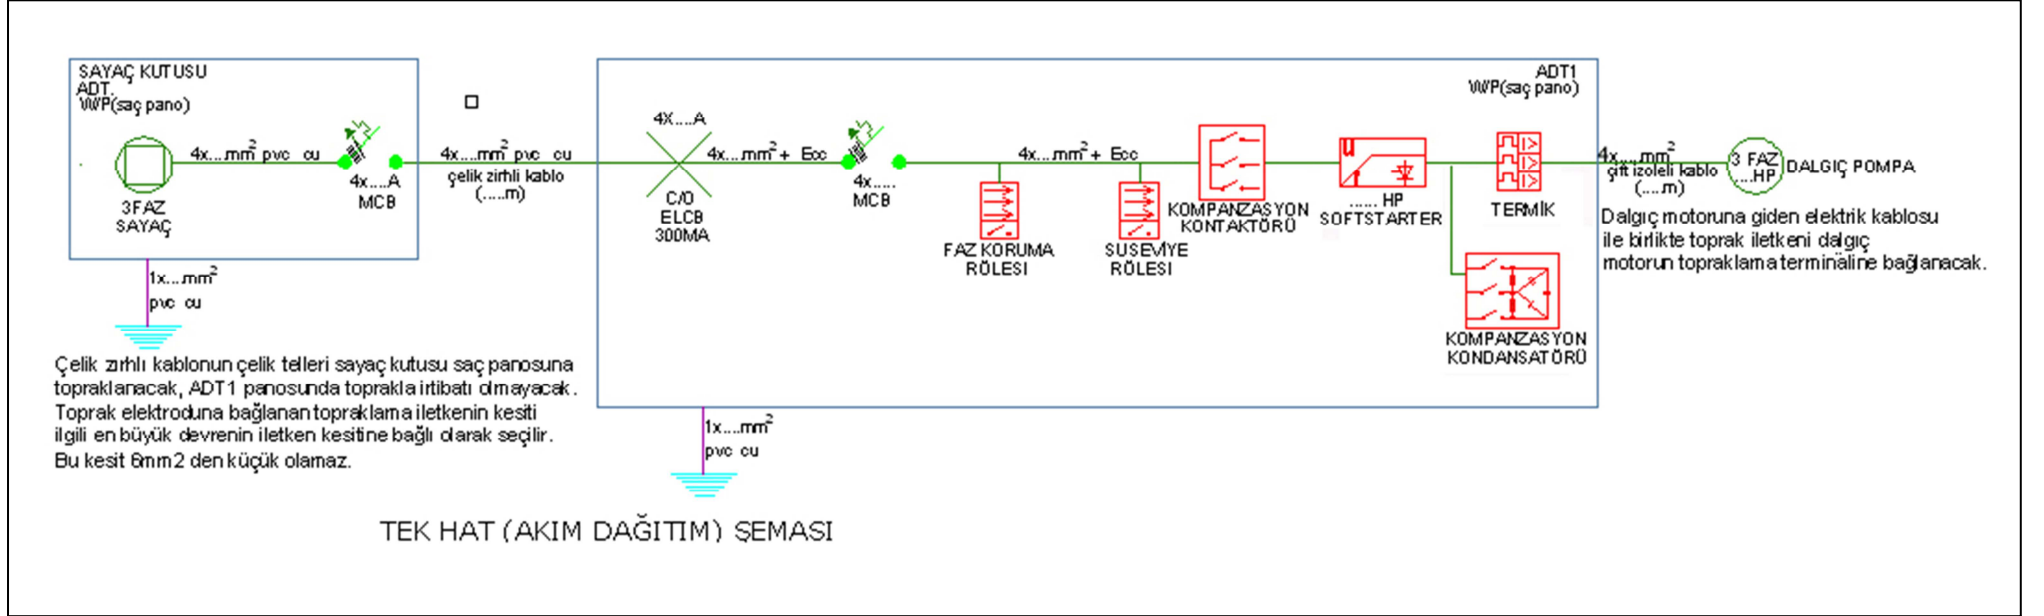 SAYAÇ KUTUSU
ADT.
W/P(saç pano)
4x....mm² pvc cu
3FAZ
SAYAÇ
4x....A
MCB
1x....mm²
pvc cu
4x....mm² pvc cu
çelik zirhli kablo
(.....m)
ADT1
W/P(saç pano)
4X....A
C/O
ELCB
300MA
4x....mm²+ Ecc
4x.....
MCB
4x....mm²+ Ecc
FAZ KORUMA
RÖLESI
SU SEVİYE
RÖLESI
KOMPANZASYON
KONTAKTÖRÜ
...... HP
SOFTSTARTER
TERMİK
KOMPANZASYON
KONDANSATÖRÜ
1x....mm²
pvc cu
4x....mm²
çift izoleli kablo
(.....m)
3 FAZ
....HP
DALGIÇ POMPA
Dalgıç motoruna giden elektrik kablosu
ile birlikte toprak iletkeni dalgıç
motorun topraklama terminaline bağlanacak.
Çelik zırhlı kablonun çelik telleri sayaç kutusu saç panosuna
topraklanacak, ADT1 panosunda toprakla irtibatı olmayacak.
Toprak elektroduna bağlanan topraklama iletkenin kesiti
ilgili en büyük devrenin iletken kesitine bağlı olarak seçilir.
Bu kesit 6mm2 den küçük olamaz.
TEK HAT (AKIM DAĞITIM) ŞEMASI